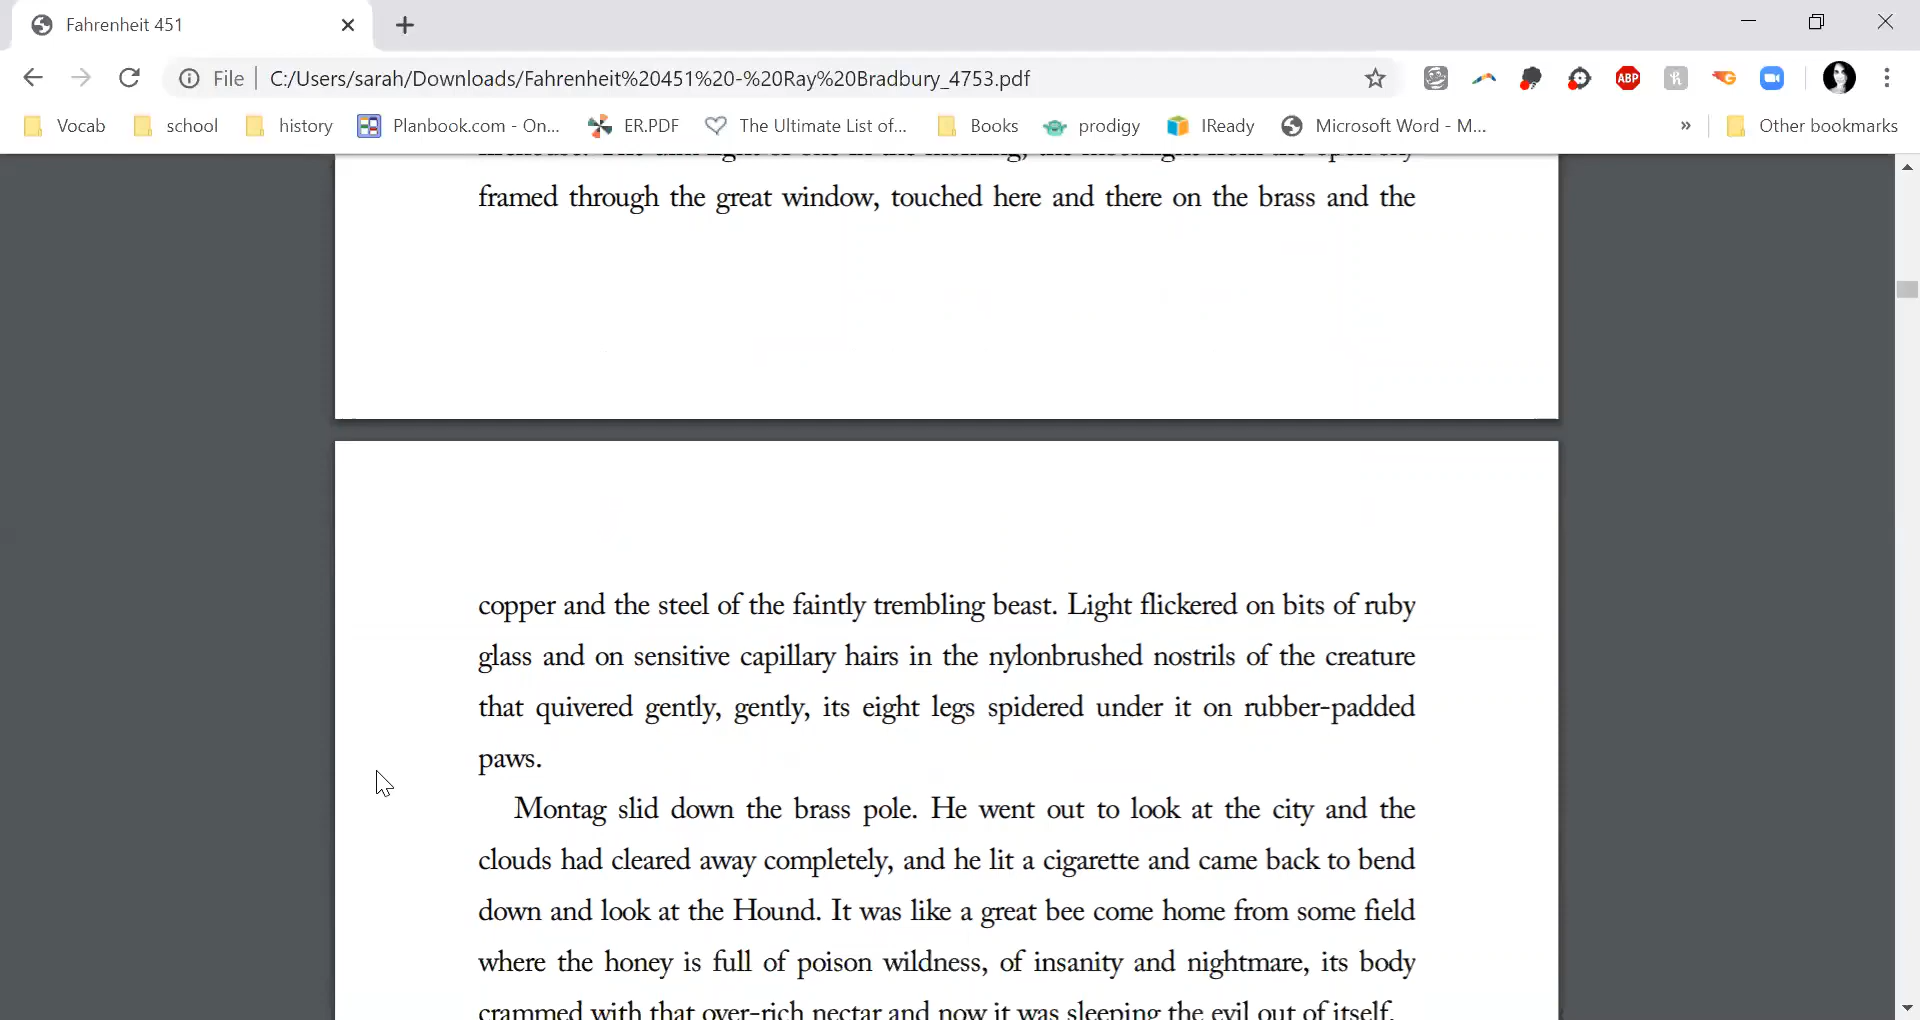 Fahrenheit 451
File
C:/Users/sarah/Downloads/Fahrenheit%20451%20-%20Ray%20Bradbury_4753.pdf
ABP
Vocab
school
history
Planbook.com - On...
ER.PDF
The Ultimate List of...
Books
prodigy
IReady
Microsoft Word - M...
»
Other bookmarks
framed through the great window, touched here and there on the brass and the
copper and the steel of the faintly trembling beast. Light flickered on bits of ruby
glass and on sensitive capillary hairs in the nylonbrushed nostrils of the creature
that quivered gently, gently, its eight legs spidered under it on rubber-padded
paws.
Montag slid down the brass pole. He went out to look at the city and the
clouds had cleared away completely, and he lit a cigarette and came back to bend
down and look at the Hound. It was like a great bee come home from some field
where the honey is full of poison wildness, of insanity and nightmare, its body
crammed with that over-rich nectar and now it was sleeping the evil out of itself.